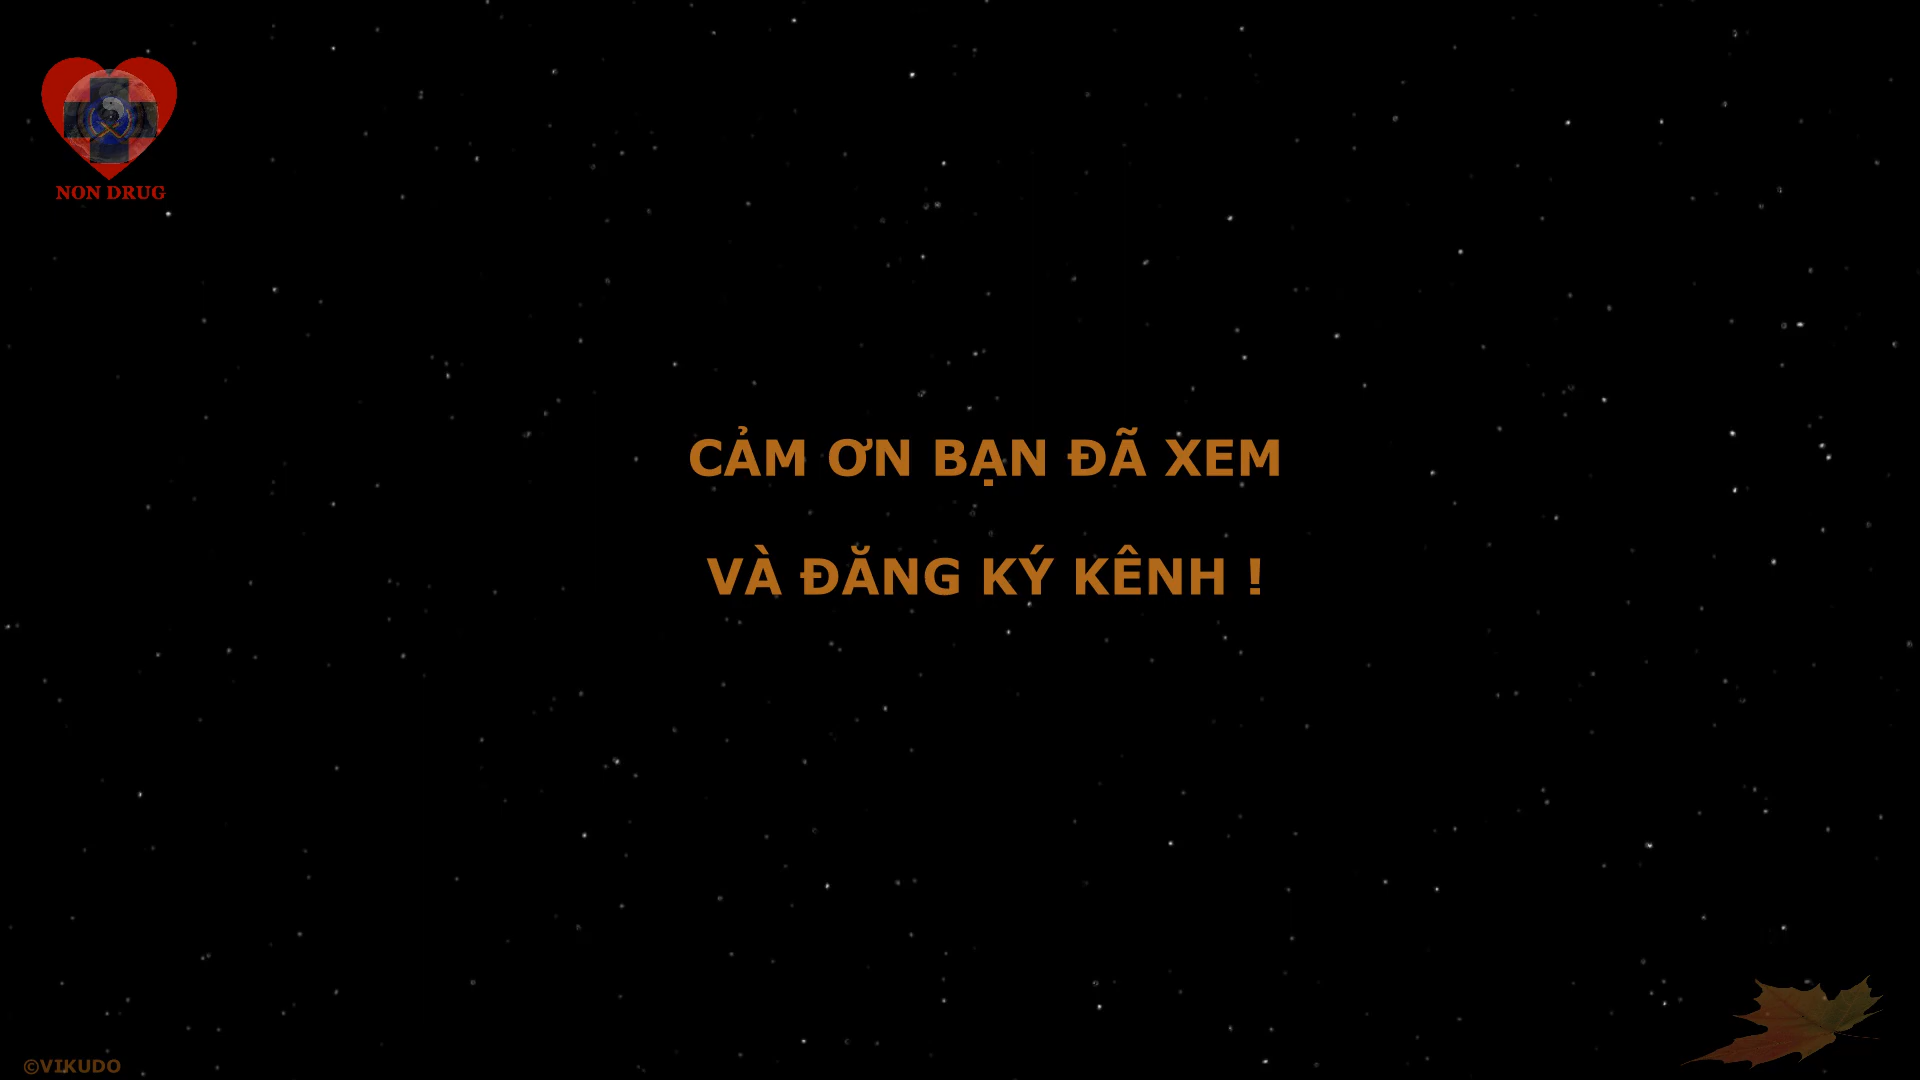 NON DRUG
CẢM ƠN BẠN ĐÃ XEM
VÀ ĐĂNG KÝ KÊNH !
©VIKUDO